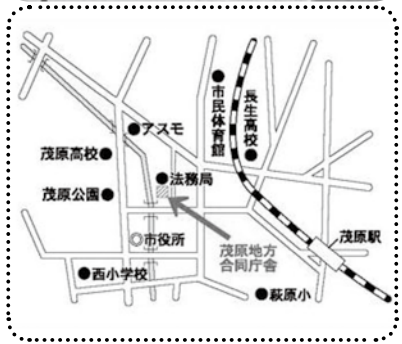 アスモ
市民体育館
長生高校
茂原高校
法務局
茂原公園
◎市役所
茂原地方
合同庁舎
茂原駅
西小学校
萩原小